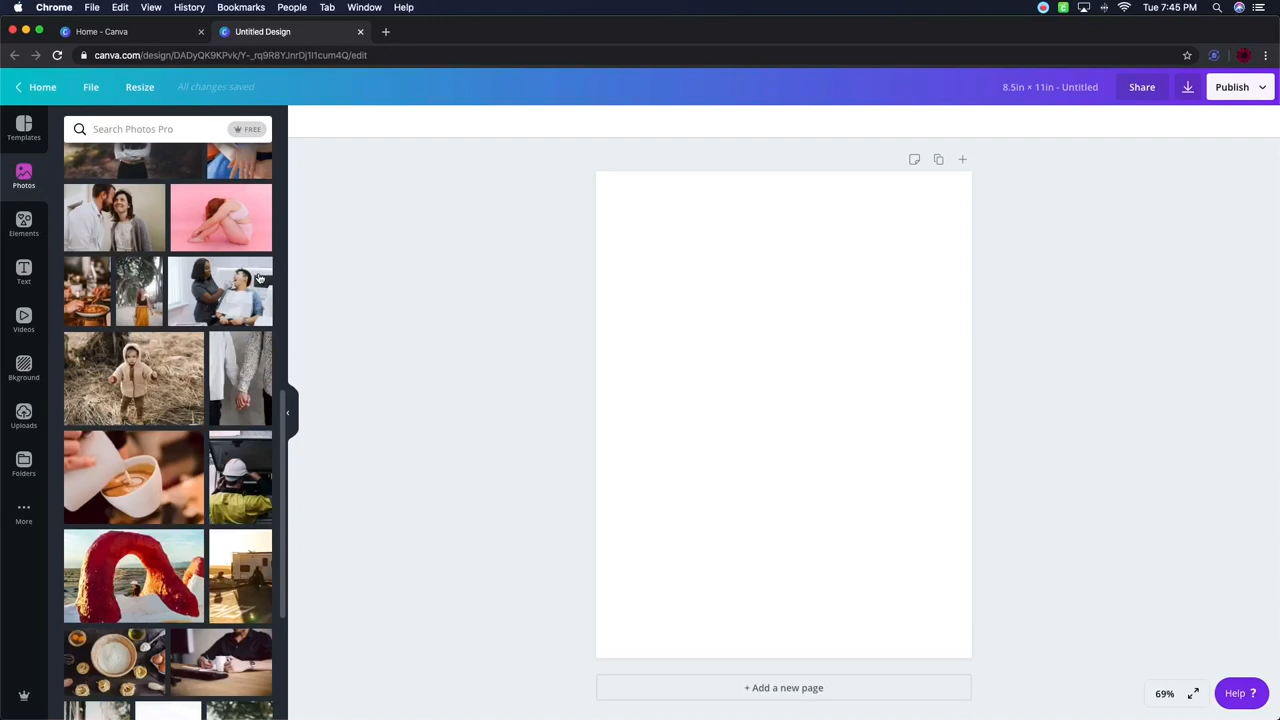 Chrome File Edit View History Bookmarks People Tab Window Help Tue 7:45 PM
Home - Canva Untitled Design
canva.com/design/DADyQK9KPvk/Y-_rq9R8YJnrDj1I1cum4Q/edit
Home File Resize All changes saved 8.5in × 11in - Untitled Share Publish
Search Photos Pro FREE
Templates
Photos
Elements
Text
Videos
Bkground
Uploads
Folders
More
+ Add a new page
69% Help ?